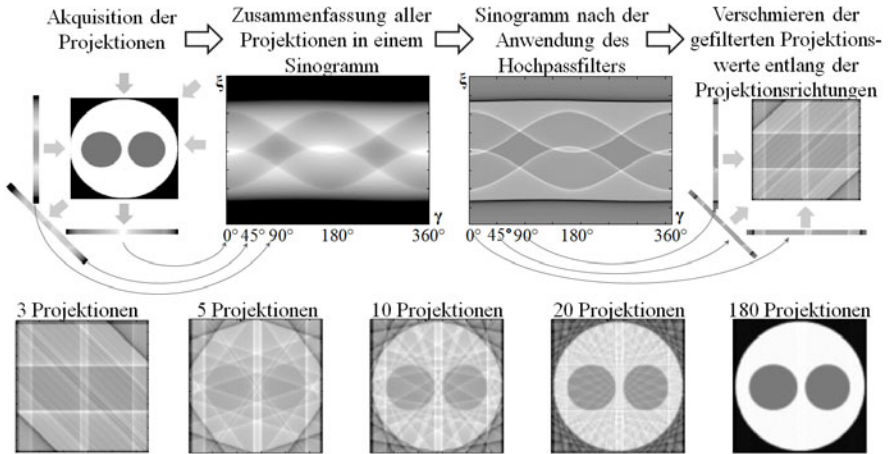 Akquisition der
Projektionen
Zusammenfassung aller
Projektionen in einem
Sinogramm
Sinogramm nach der
Anwendung des
Hochpassfilters
Verschmieren der
gefilterten Projektions-
werte entlang der
Projektionsrichtungen
ξ
ξ
γ
γ
0° 45° 90° 180° 360°
0° 45° 90° 180° 360°
3 Projektionen
5 Projektionen
10 Projektionen
20 Projektionen
180 Projektionen